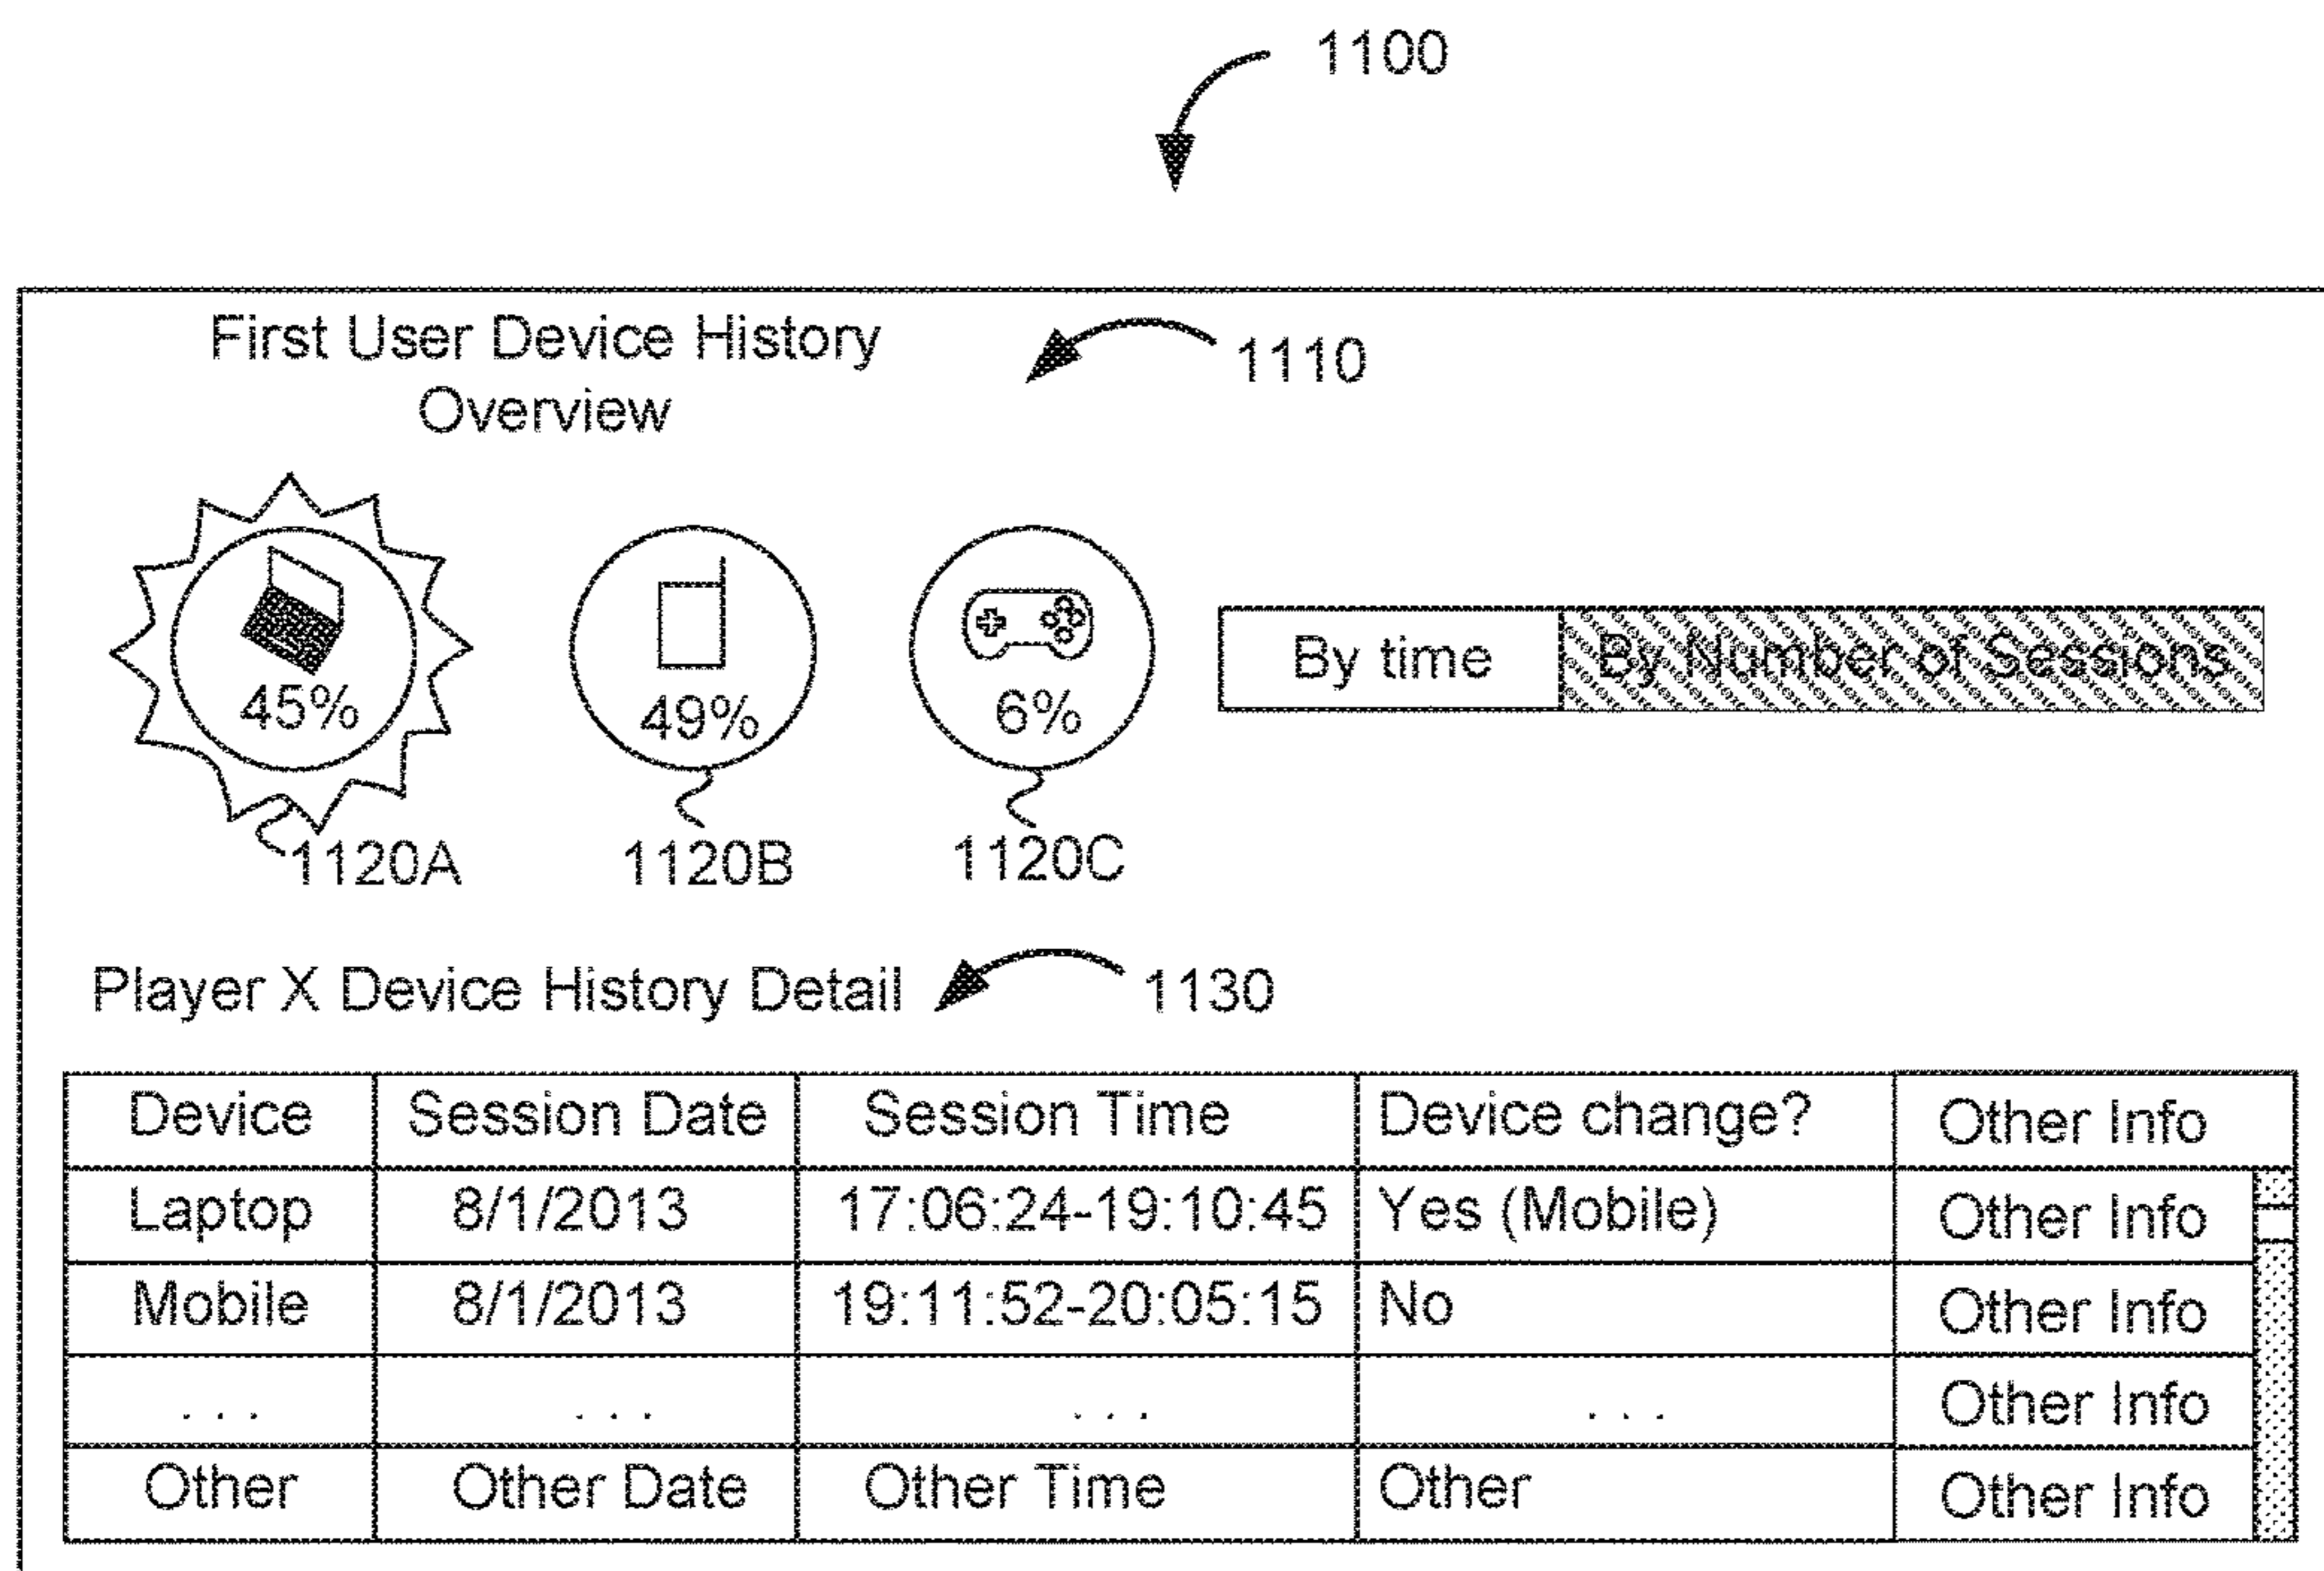 1100
First User Device History
Overview
1110
45%
49%
6%
By time
By Number of Sessions
1120A
1120B
1120C
Player X Device History Detail
1130
Device Session Date Session Time Device change? Other Info
Laptop 8/1/2013 17:06:24-19:10:45 Yes (Mobile) Other Info
Mobile 8/1/2013 19:11:52-20:05:15 No Other Info
... ... ... ... Other Info
Other Other Date Other Time Other Other Info